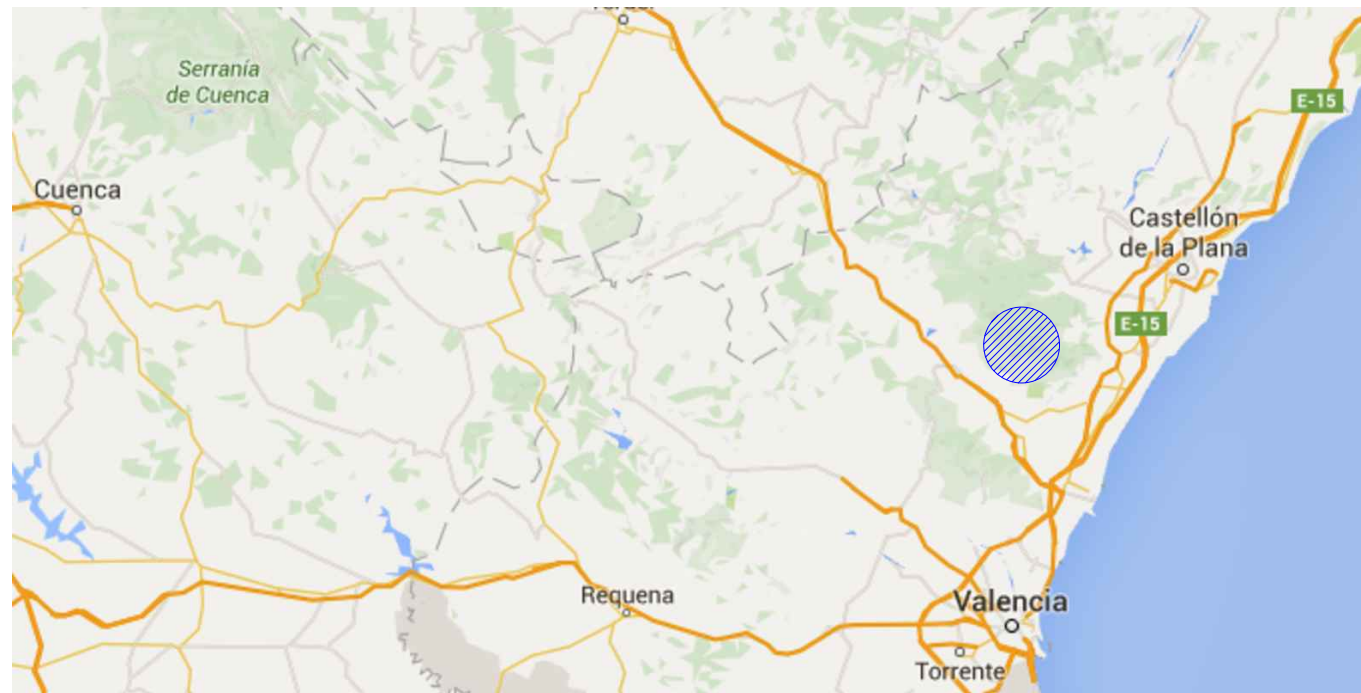 Serranía
de Cuenca
E-15
Cuenca
Castellón
de la Plana
E-15
Requena
Valencia
Torrente